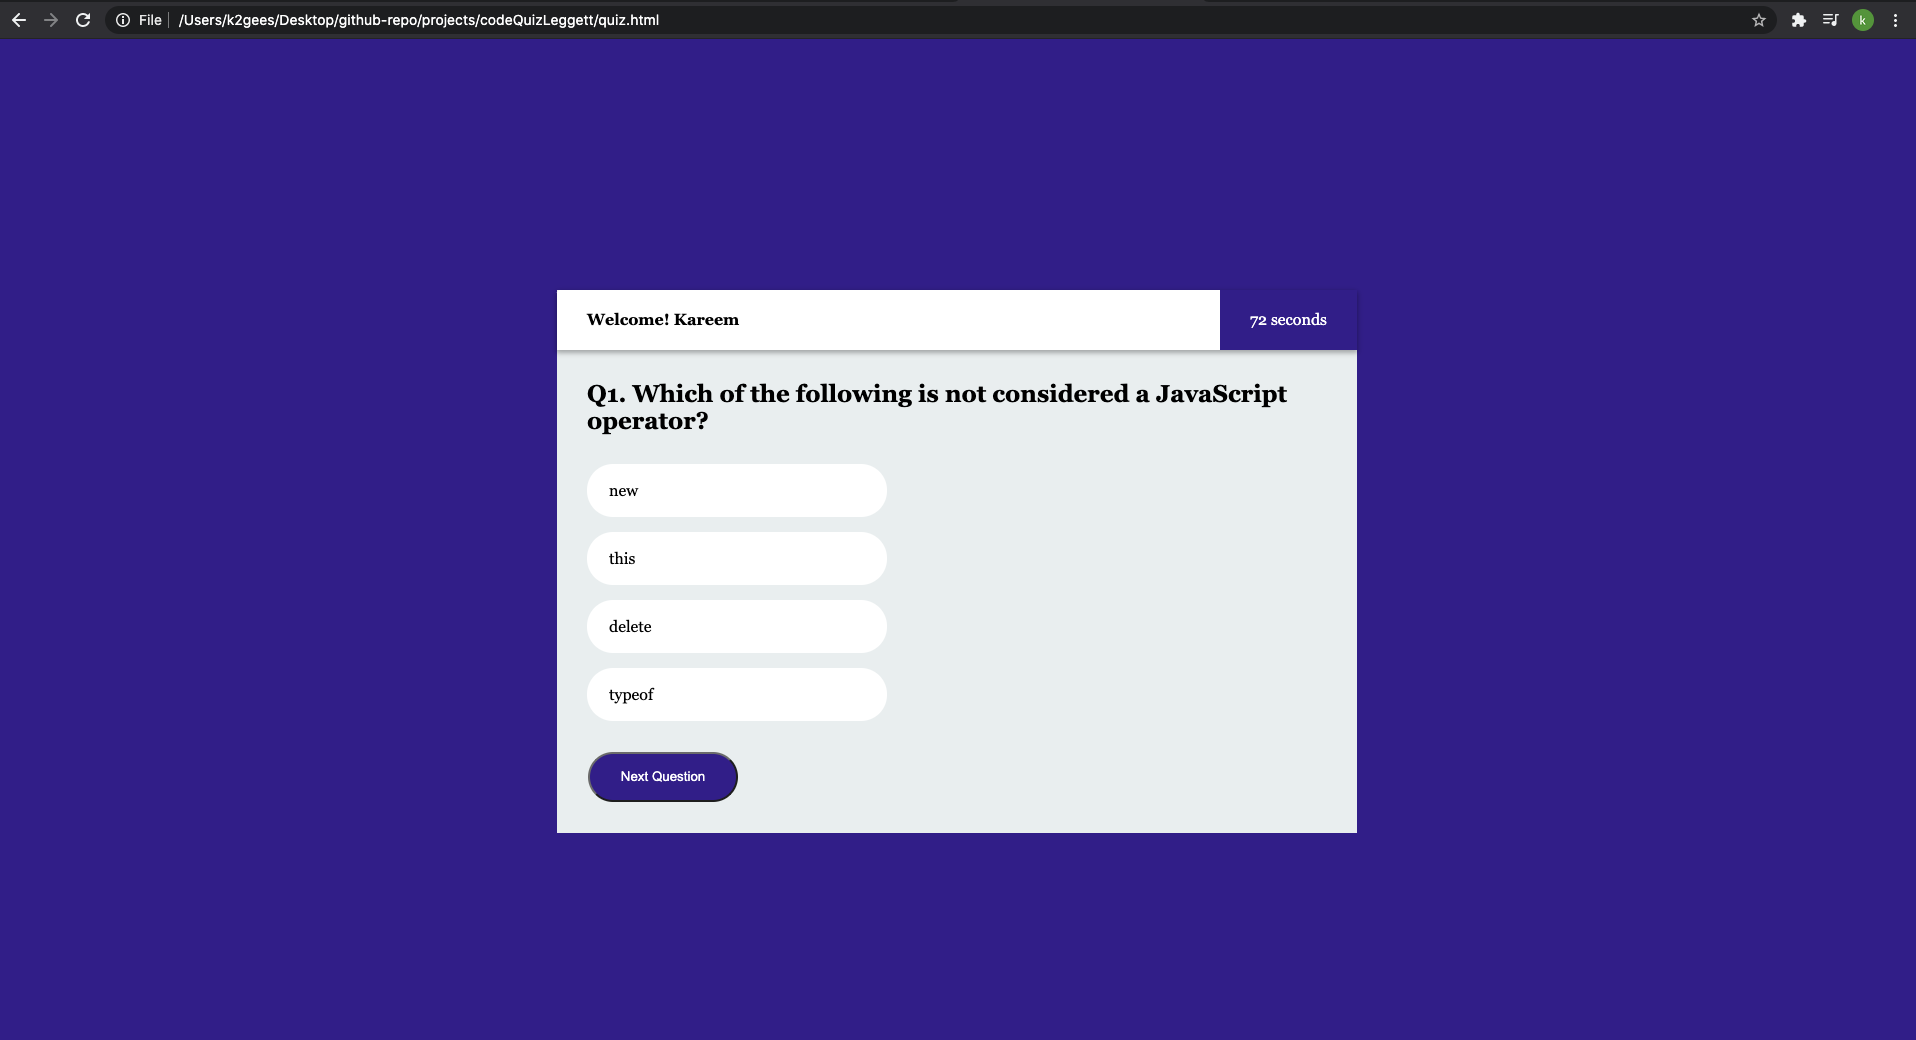 File /Users/k2gees/Desktop/github-repo/projects/codeQuizLeggett/quiz.html
k
Welcome! Kareem
72 seconds
Q1. Which of the following is not considered a JavaScript
operator?
new
this
delete
typeof
Next Question